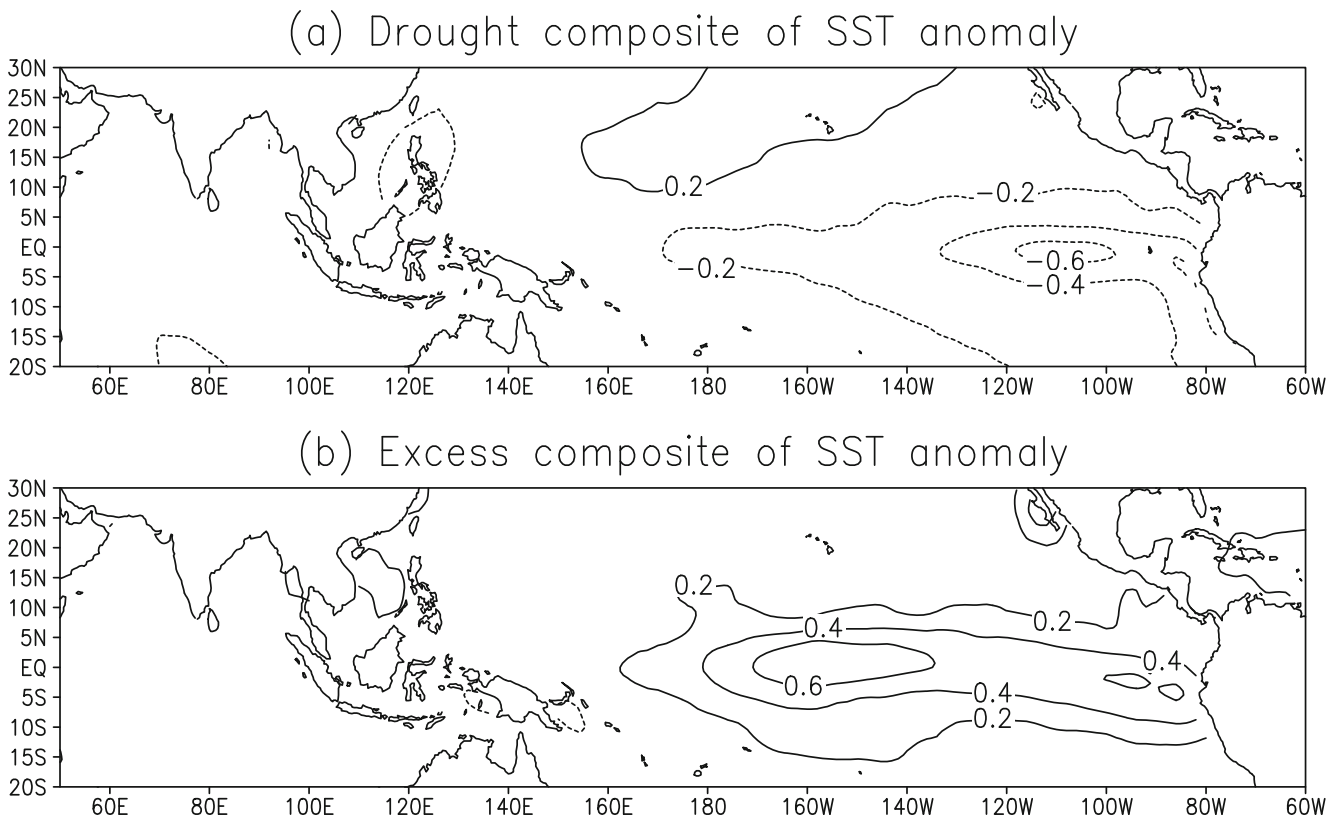 (a) Drought composite of SST anomaly
30N
25N
20N
15N
10N
5N
EQ
5S
10S
15S
20S
0.2
−0.2
−0.2
−0.6
−0.4
60E 80E 100E 120E 140E 160E 180 160W 140W 120W 100W 80W 60W
(b) Excess composite of SST anomaly
30N
25N
20N
15N
10N
5N
EQ
5S
10S
15S
20S
0.2
0.4
0.2
0.4
0.6
0.4
0.2
60E 80E 100E 120E 140E 160E 180 160W 140W 120W 100W 80W 60W